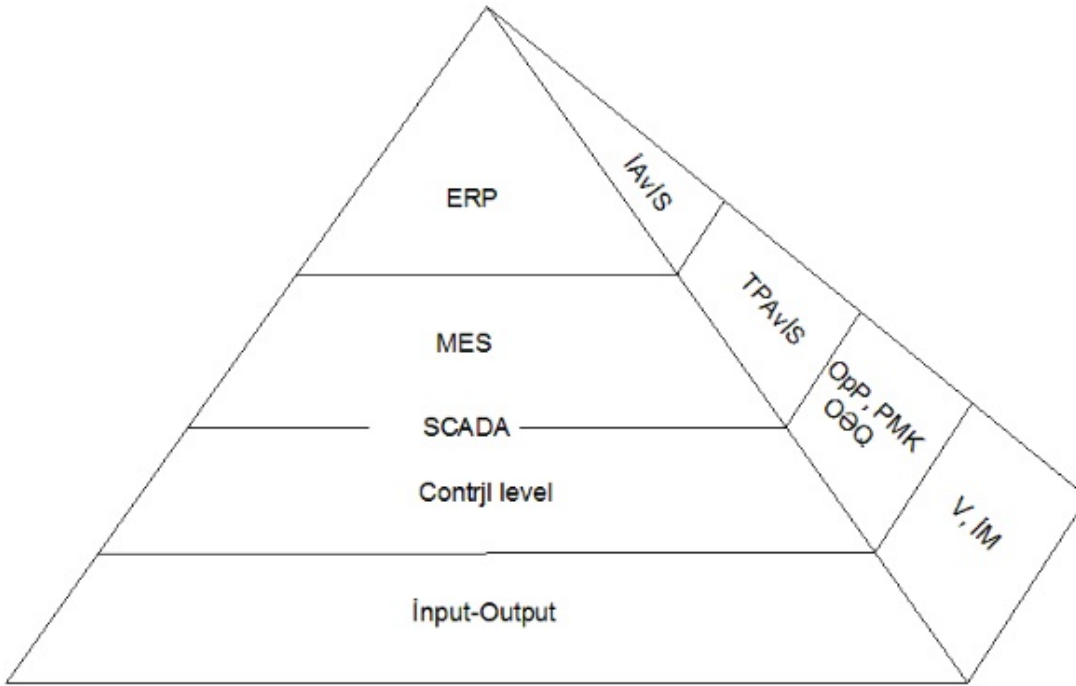 ERP
İAvİS
MES
TPAvİS
SCADA
OpP, PMK
OƏQ
Contrjl level
V, İM
İnput-Output